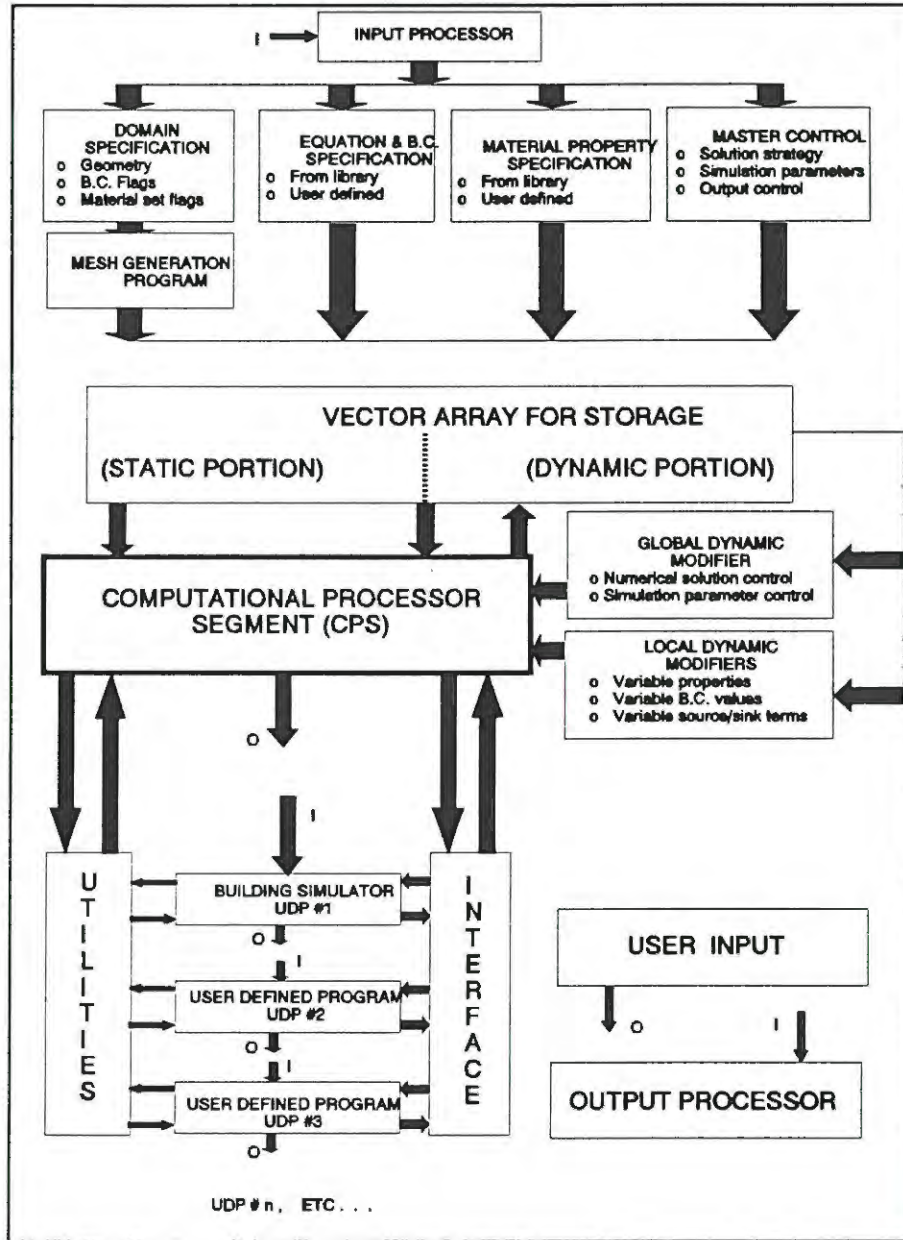 I
INPUT PROCESSOR
DOMAIN
SPECIFICATION
o Geometry
o B.C. Flags
o Material set flags
EQUATION & B.C.
SPECIFICATION
o From library
o User defined
MATERIAL PROPERTY
SPECIFICATION
o From library
o User defined
MASTER CONTROL
o Solution strategy
o Simulation parameters
o Output control
MESH GENERATION
PROGRAM
VECTOR ARRAY FOR STORAGE
(STATIC PORTION)
(DYNAMIC PORTION)
GLOBAL DYNAMIC
MODIFIER
o Numerical solution control
o Simulation parameter control
COMPUTATIONAL PROCESSOR
SEGMENT (CPS)
LOCAL DYNAMIC
MODIFIERS
o Variable properties
o Variable B.C. values
o Variable source/sink terms
O
I
UTILITIES
BUILDING SIMULATOR
UDP #1
O
I
USER DEFINED PROGRAM
UDP #2
O
I
USER DEFINED PROGRAM
UDP #3
O
UDP # n, ETC . . .
INTERFACE
USER INPUT
O
I
OUTPUT PROCESSOR